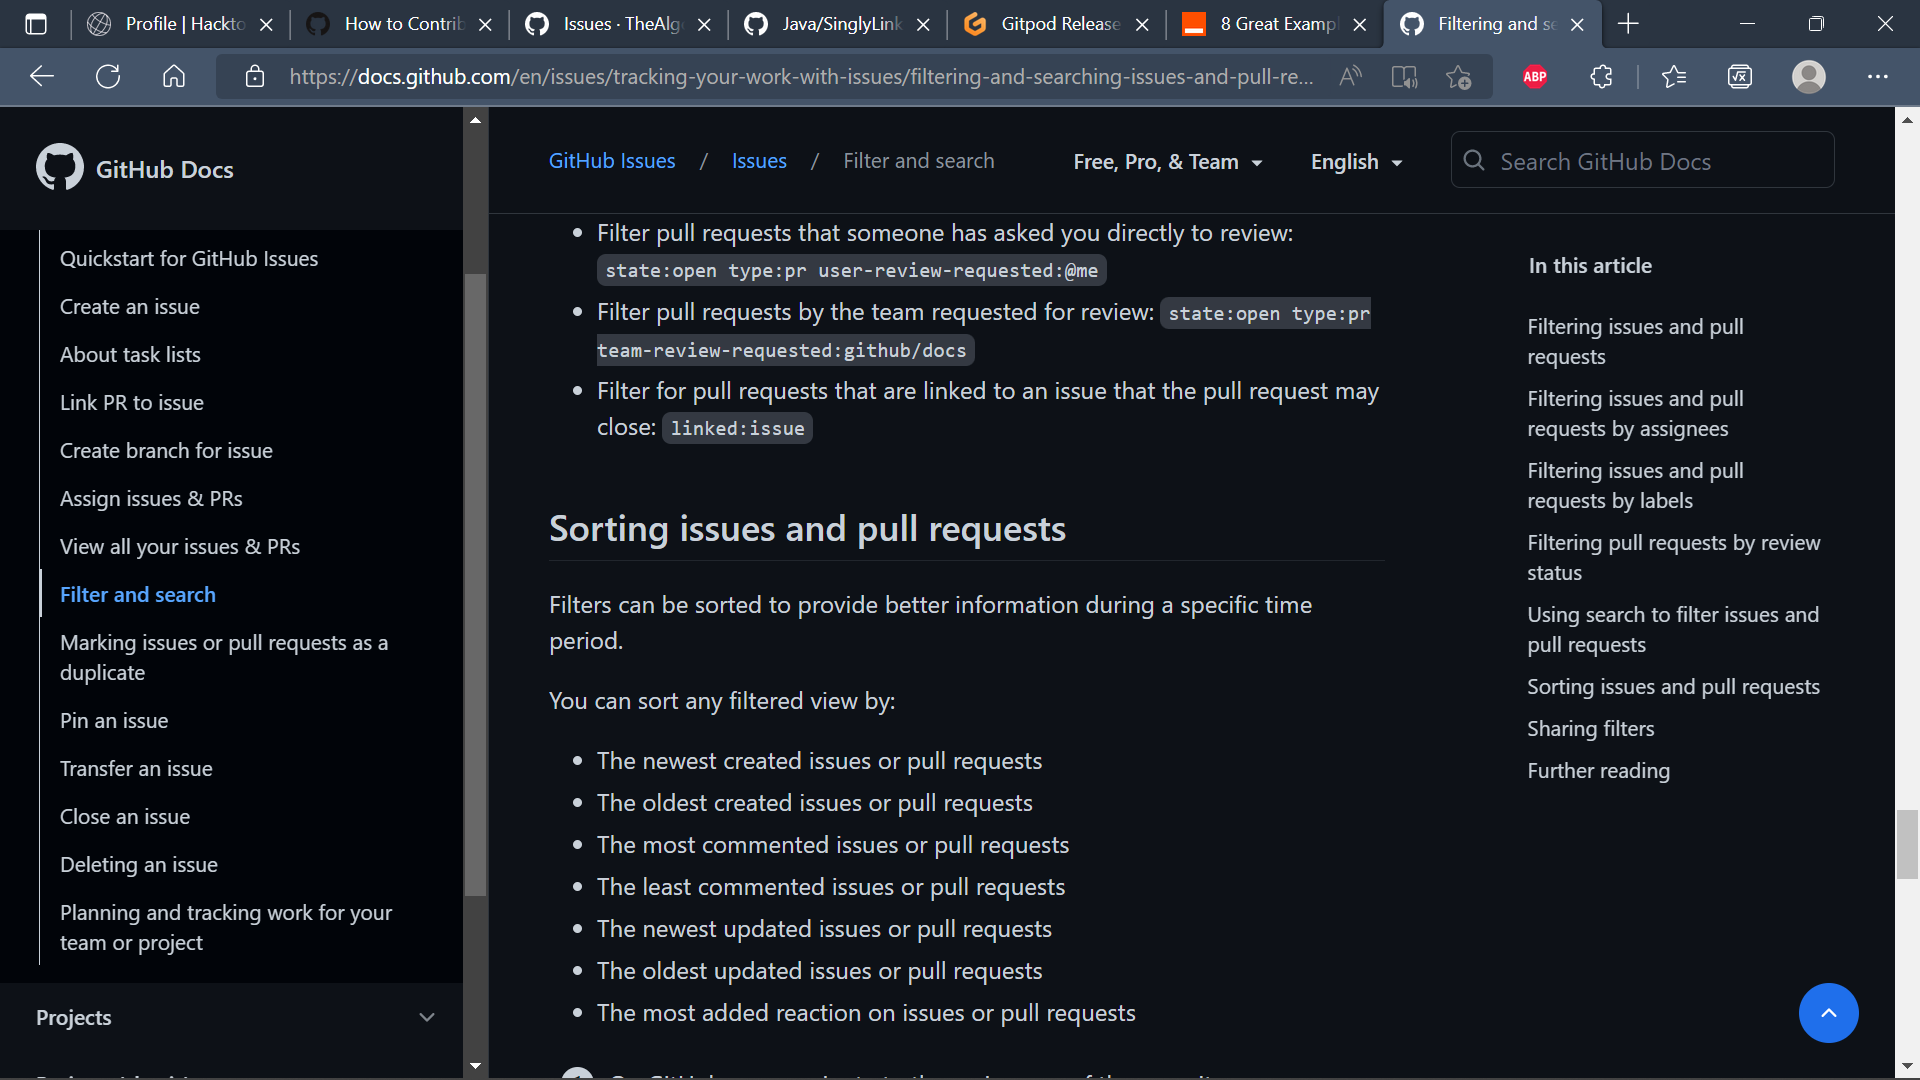 Profile | Hackto
How to Contrib
Issues · TheAlg
Java/SinglyLink
Gitpod Release
8 Great Exampl
Filtering and se
https://docs.github.com/en/issues/tracking-your-work-with-issues/filtering-and-searching-issues-and-pull-re...
ABP
GitHub Docs
Quickstart for GitHub Issues
Create an issue
About task lists
Link PR to issue
Create branch for issue
Assign issues & PRs
View all your issues & PRs
Filter and search
Marking issues or pull requests as a
duplicate
Pin an issue
Transfer an issue
Close an issue
Deleting an issue
Planning and tracking work for your
team or project
Projects
GitHub Issues / Issues / Filter and search
Free, Pro, & Team
English
Search GitHub Docs
• Filter pull requests that someone has asked you directly to review:
state:open type:pr user-review-requested:@me
• Filter pull requests by the team requested for review: state:open type:pr
team-review-requested:github/docs
• Filter for pull requests that are linked to an issue that the pull request may
close: linked:issue
Sorting issues and pull requests
Filters can be sorted to provide better information during a specific time
period.
You can sort any filtered view by:
• The newest created issues or pull requests
• The oldest created issues or pull requests
• The most commented issues or pull requests
• The least commented issues or pull requests
• The newest updated issues or pull requests
• The oldest updated issues or pull requests
• The most added reaction on issues or pull requests
In this article
Filtering issues and pull
requests
Filtering issues and pull
requests by assignees
Filtering issues and pull
requests by labels
Filtering pull requests by review
status
Using search to filter issues and
pull requests
Sorting issues and pull requests
Sharing filters
Further reading